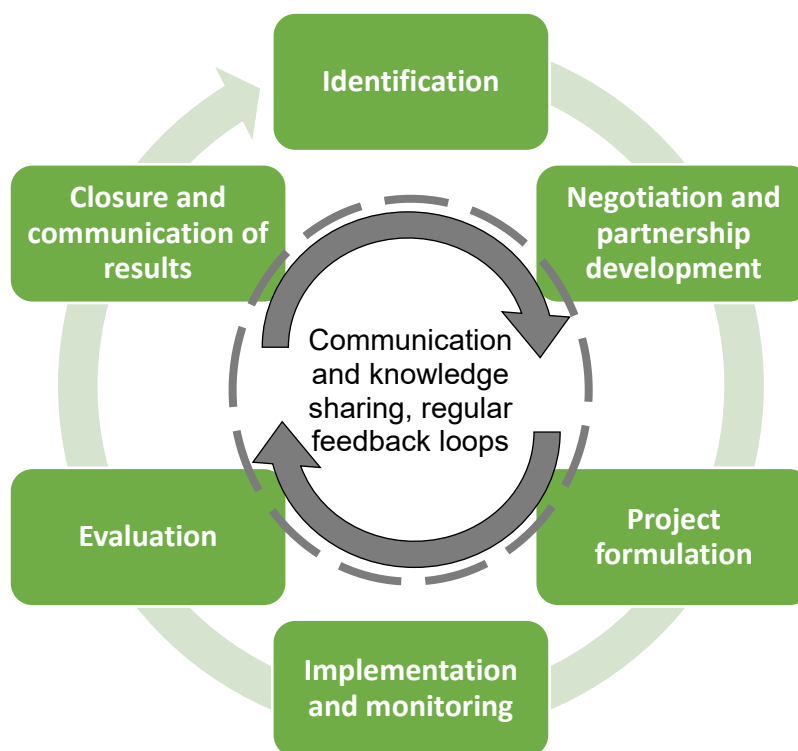 Identification
Negotiation and
partnership
development
Project
formulation
Implementation
and monitoring
Evaluation
Closure and
communication of
results
Communication
and knowledge
sharing, regular
feedback loops